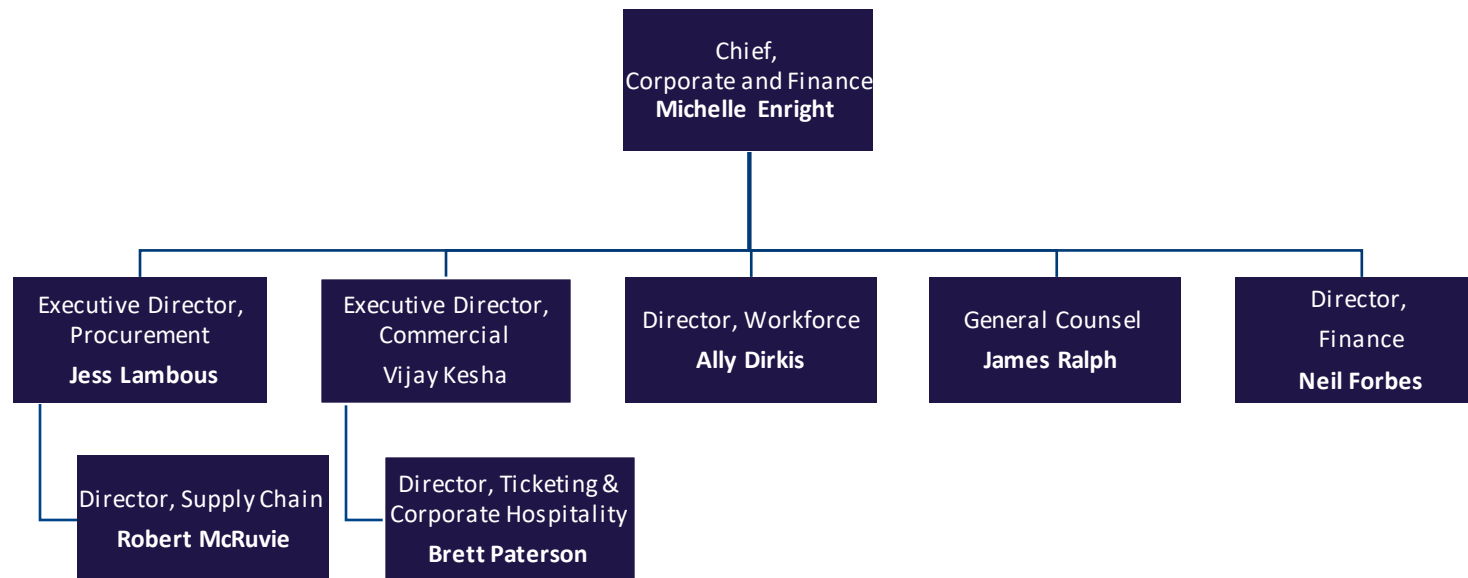 Chief,
Corporate and Finance
Michelle Enright
Executive Director,
Procurement
Jess Lambous
Executive Director,
Commercial
Vijay Kesha
Director, Workforce
Ally Dirkis
General Counsel
James Ralph
Director,
Finance
Neil Forbes
Director, Supply Chain
Robert McRuvie
Director, Ticketing &
Corporate Hospitality
Brett Paterson